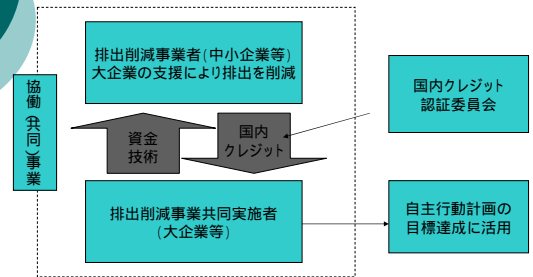 排出削減事業者(中小企業等)
大企業の支援により排出を削減
協働(共同)事業
資金
技術
国内
クレジット
国内クレジット
認証委員会
排出削減事業共同実施者
(大企業等)
自主行動計画の
目標達成に活用